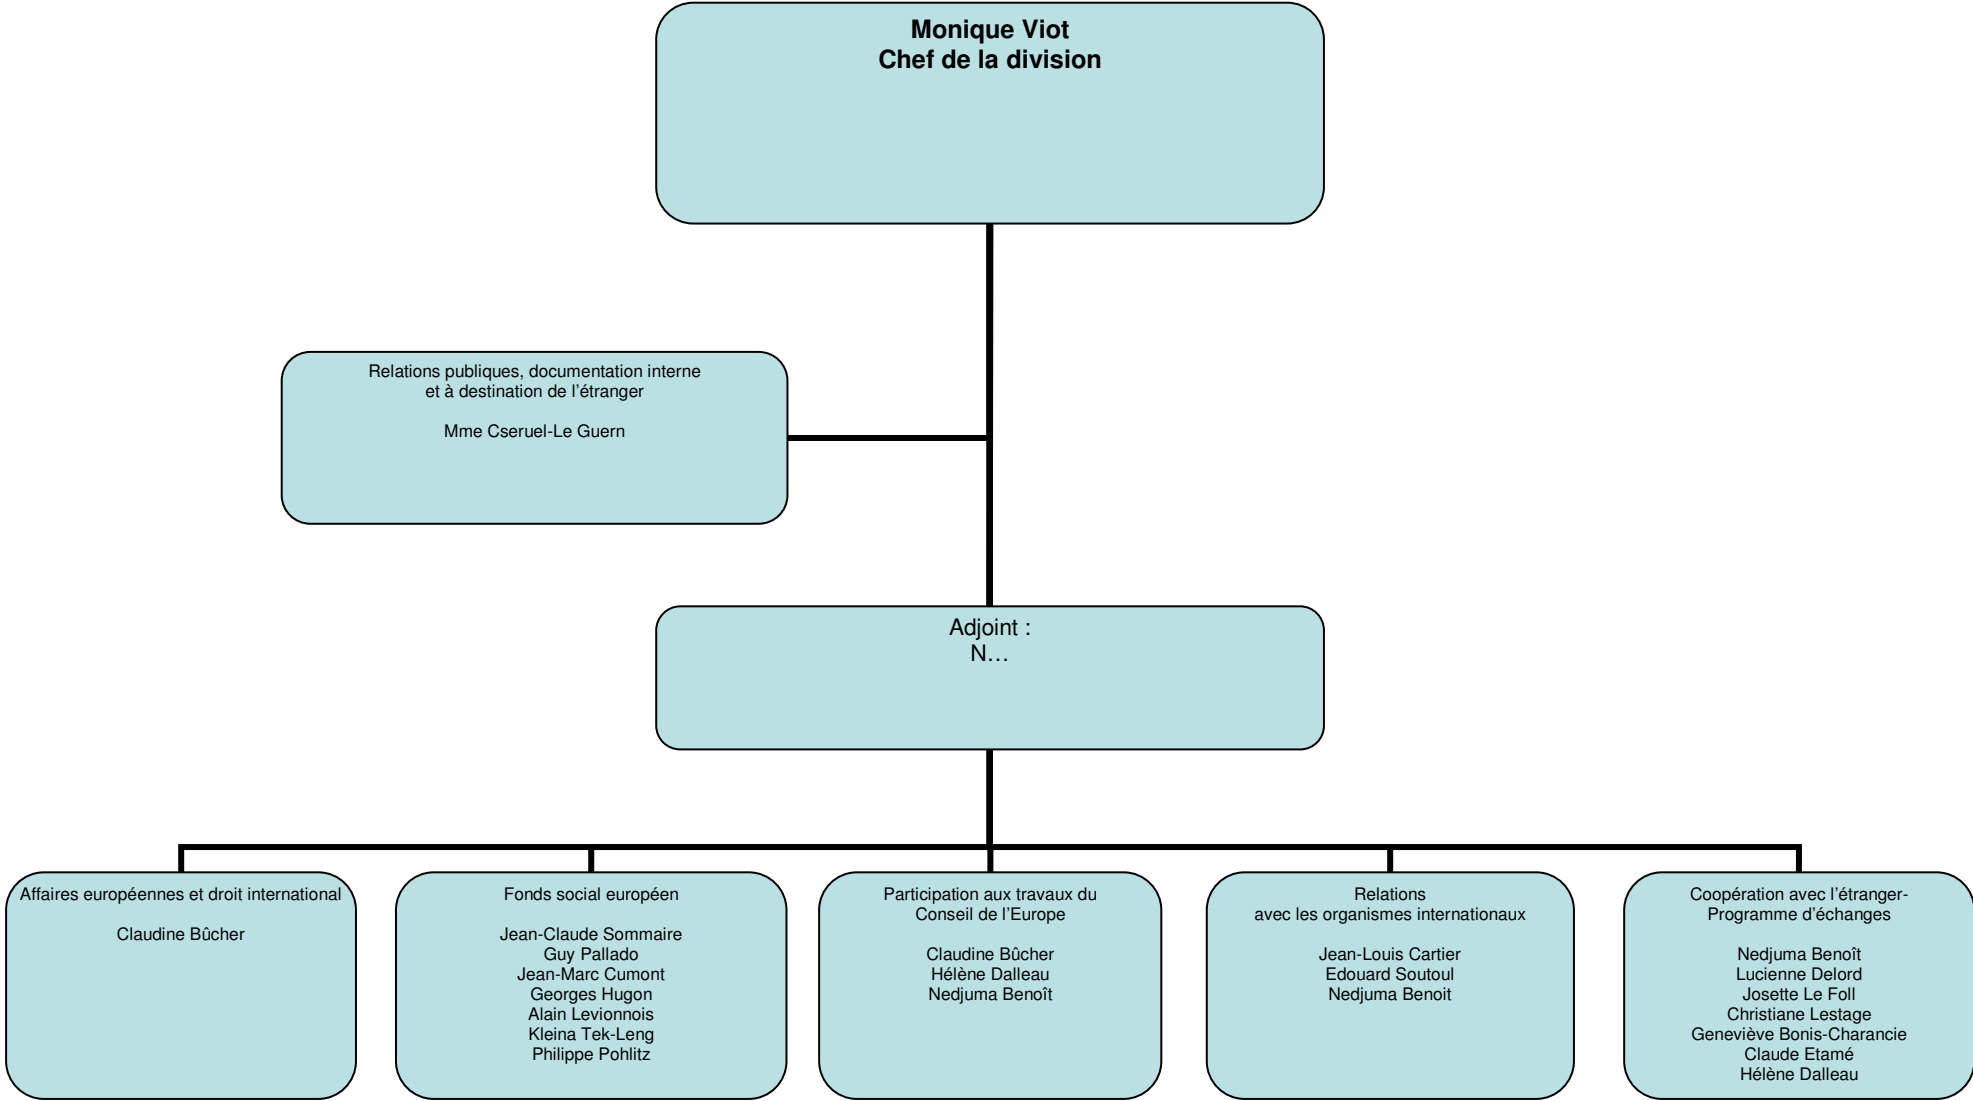 Monique Viot
Chef de la division
Relations publiques, documentation interne
et à destination de l’étranger
Mme Cseruel-Le Guern
Adjoint :
N…
Affaires européennes et droit international
Claudine Bûcher
Fonds social européen
Jean-Claude Sommaire
Guy Pallado
Jean-Marc Cumont
Georges Hugon
Alain Levionnois
Kleina Tek-Leng
Philippe Pohlitz
Participation aux travaux du
Conseil de l’Europe
Claudine Bûcher
Hélène Dalleau
Nedjuma Benoît
Relations
avec les organismes internationaux
Jean-Louis Cartier
Edouard Soutoul
Nedjuma Benoit
Coopération avec l’étranger-
Programme d’échanges
Nedjuma Benoît
Lucienne Delord
Josette Le Foll
Christiane Lestage
Geneviève Bonis-Charancie
Claude Etamé
Hélène Dalleau